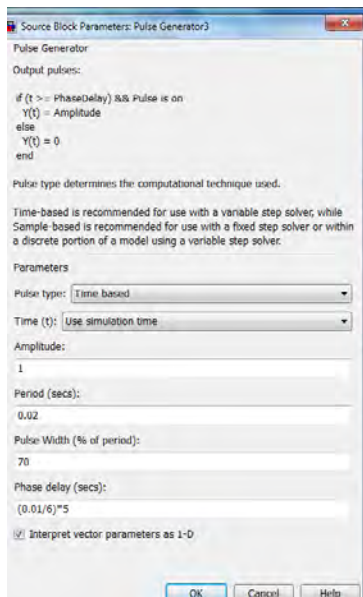 Source Block Parameters: Pulse Generator3
Pulse Generator
Output pulses:
if (t >= PhaseDelay) && Pulse is on
Y(t) = Amplitude
else
Y(t) = 0
end
Pulse type determines the computational technique used.
Time-based is recommended for use with a variable step solver, while
Sample-based is recommended for use with a fixed step solver or within
a discrete portion of a model using a variable step solver.
Parameters
Pulse type: Time based
Time (t): Use simulation time
Amplitude:
1
Period (secs):
0.02
Pulse Width (% of period):
70
Phase delay (secs):
(0.01/6)*5
Interpret vector parameters as 1-D
OK Cancel Help